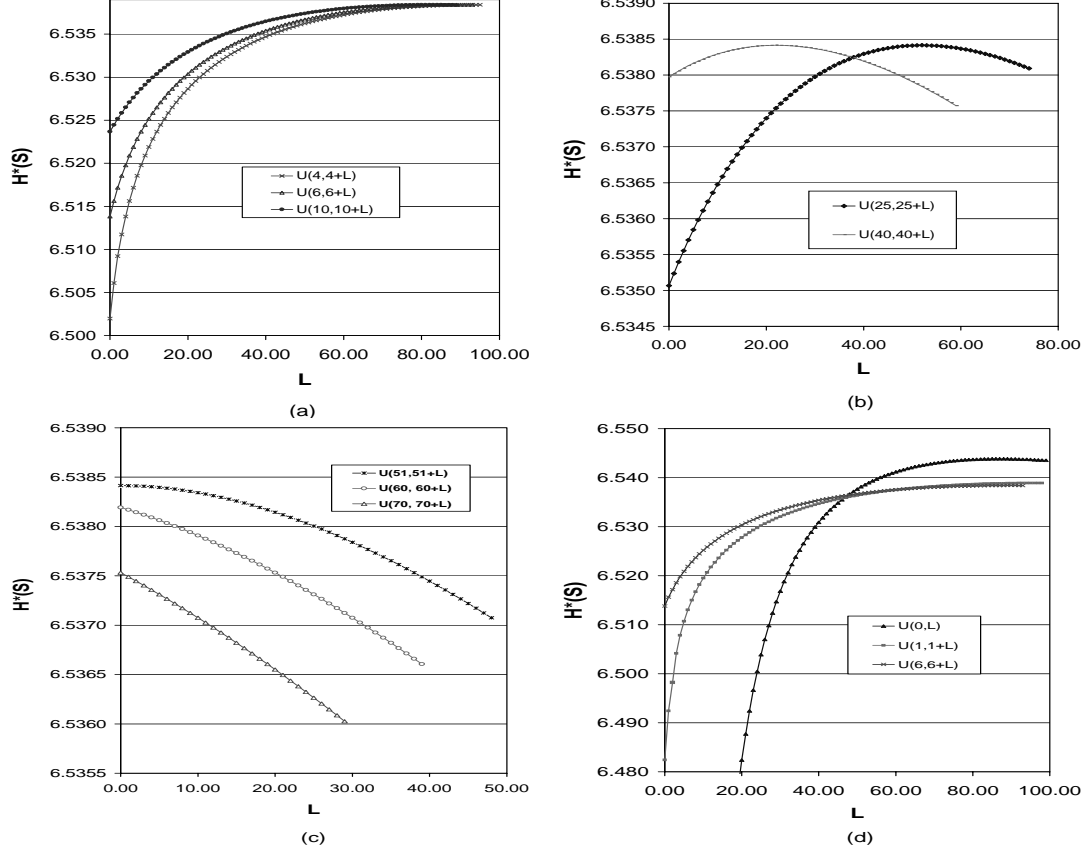 6.535
6.530
6.525
6.520
6.515
6.510
6.505
6.500
H*(S)
U(4,4+L)
U(6,6+L)
U(10,10+L)
0.00 20.00 40.00 60.00 80.00 100.00
L
(a)
6.5390
6.5385
6.5380
6.5375
6.5370
6.5365
6.5360
6.5355
6.5350
6.5345
H*(S)
U(25,25+L)
U(40,40+L)
0.00 20.00 40.00 60.00 80.00
L
(b)
6.5390
6.5385
6.5380
6.5375
6.5370
6.5365
6.5360
6.5355
H*(S)
U(51,51+L)
U(60, 60+L)
U(70, 70+L)
0.00 10.00 20.00 30.00 40.00 50.00
L
(c)
6.550
6.540
6.530
6.520
6.510
6.500
6.490
6.480
H*(S)
U(0,L)
U(1,1+L)
U(6,6+L)
0.00 20.00 40.00 60.00 80.00 100.00
L
(d)